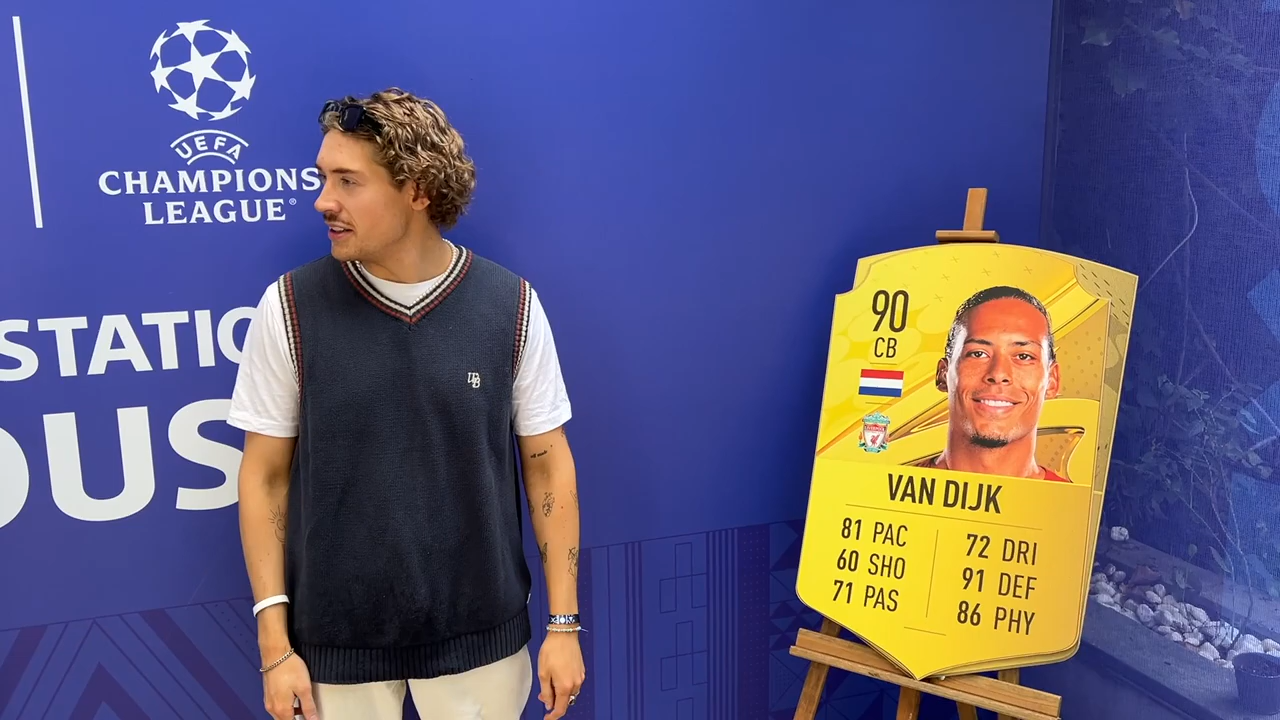 UEFA
CHAMPIONS
LEAGUE®
STATIO
OUS
90
CB
VAN DIJK
81 PAC
60 SHO
71 PAS
72 DRI
91 DEF
86 PHY